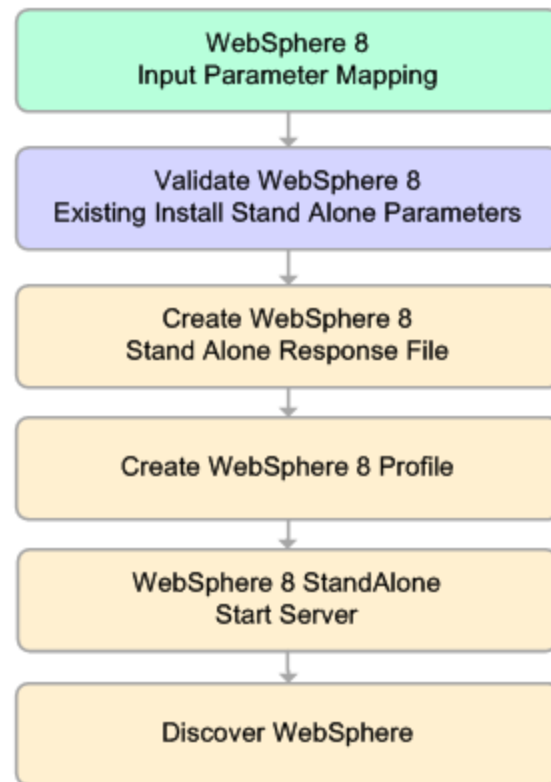 WebSphere 8
Input Parameter Mapping
Validate WebSphere 8
Existing Install Stand Alone Parameters
Create WebSphere 8
Stand Alone Response File
Create WebSphere 8 Profile
WebSphere 8 StandAlone
Start Server
Discover WebSphere